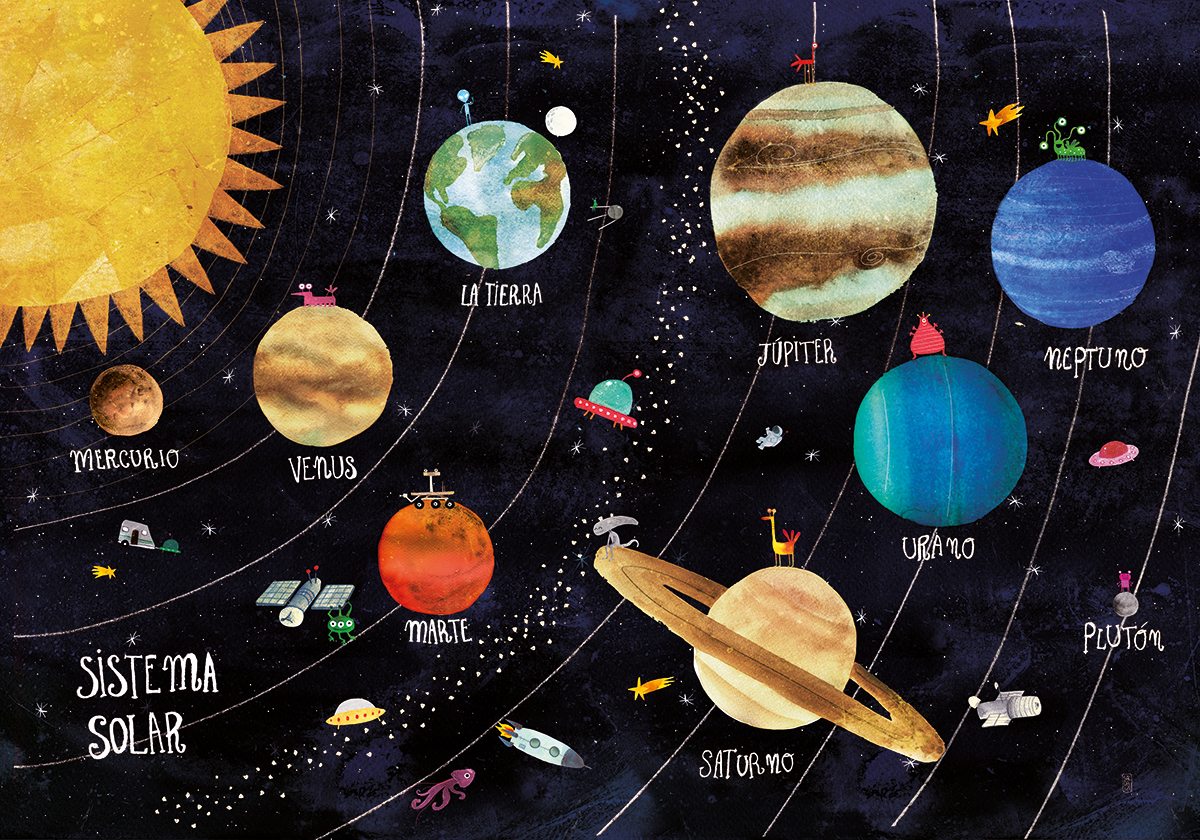 LA TIERRA
JÚPITER
NEPTUNO
MERCURIO
VENUS
URANO
MARTE
PLUTÓN
SISTEMA
SOLAR
SATURNO